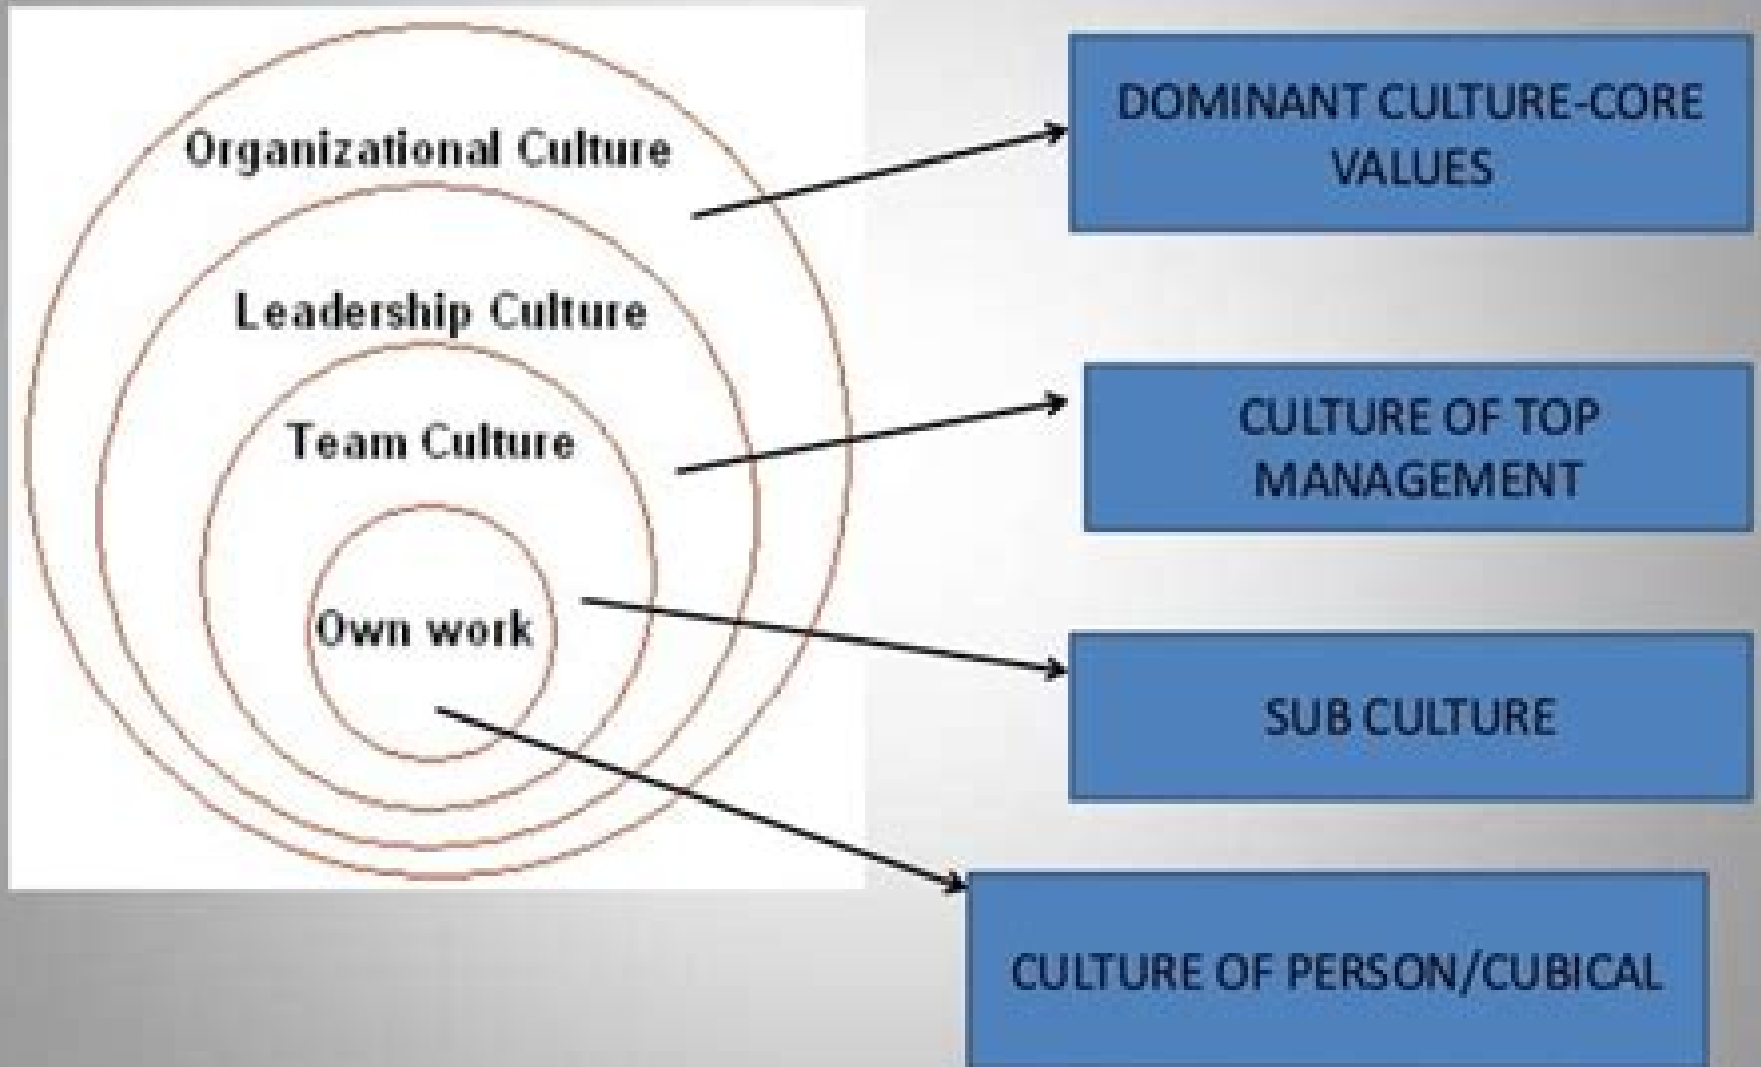 Organizational Culture
Leadership Culture
Team Culture
Own work
DOMINANT CULTURE-CORE
VALUES
CULTURE OF TOP
MANAGEMENT
SUB CULTURE
CULTURE OF PERSON/CUBICAL